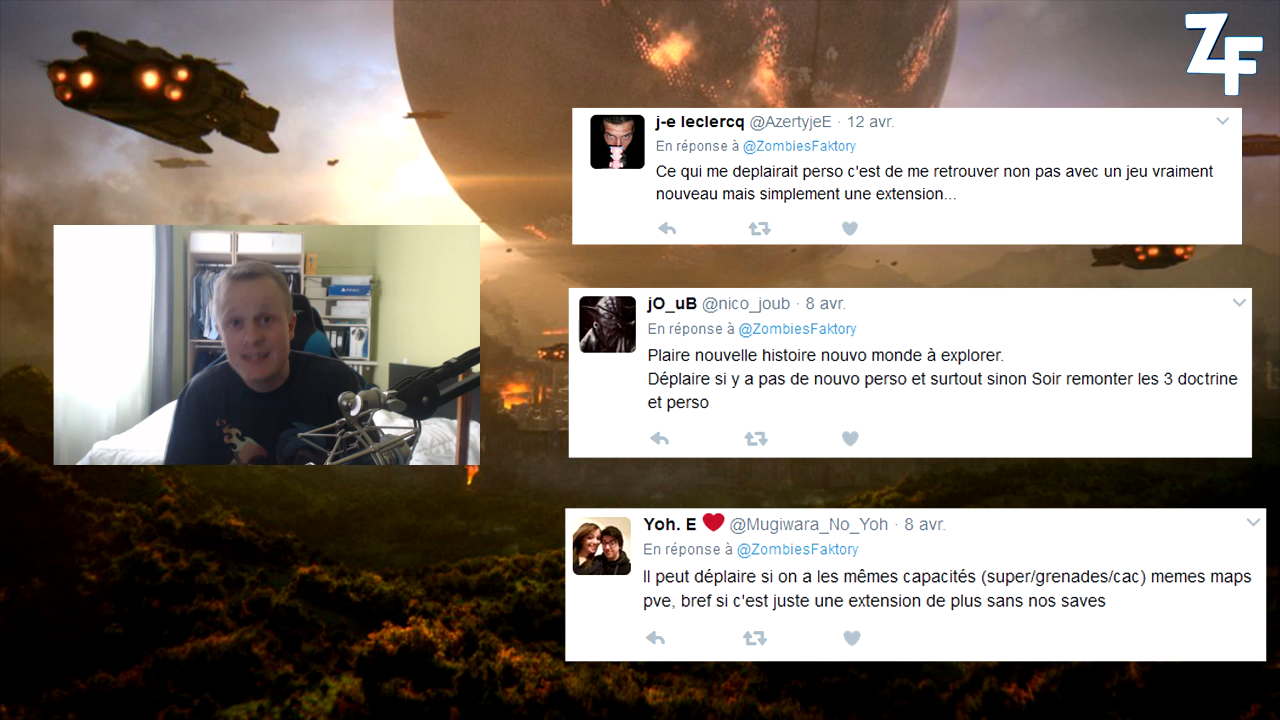 ZF
j-e leclercq @AzertyjeE · 12 avr.
En réponse à @ZombiesFaktory
Ce qui me deplairait perso c'est de me retrouver non pas avec un jeu vraiment
nouveau mais simplement une extension...
jO_uB @nico_joub · 8 avr.
En réponse à @ZombiesFaktory
Plaire nouvelle histoire nouvo monde à explorer.
Déplaire si y a pas de nouvo perso et surtout sinon Soir remonter les 3 doctrine
et perso
Yoh. E ❤ @Mugiwara_No_Yoh · 8 avr.
En réponse à @ZombiesFaktory
Il peut déplaire si on a les mêmes capacités (super/grenades/cac) memes maps
pve, bref si c'est juste une extension de plus sans nos saves